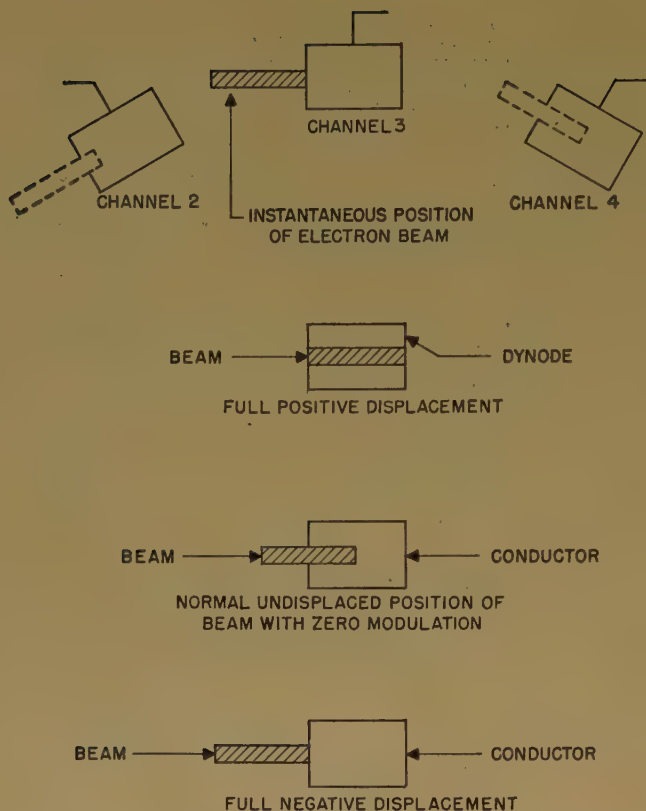 CHANNEL 3
CHANNEL 2
CHANNEL 4
INSTANTANEOUS POSITION
OF ELECTRON BEAM
BEAM
DYNODE
FULL POSITIVE DISPLACEMENT
BEAM
CONDUCTOR
NORMAL UNDISPLACED POSITION OF
BEAM WITH ZERO MODULATION
BEAM
CONDUCTOR
FULL NEGATIVE DISPLACEMENT